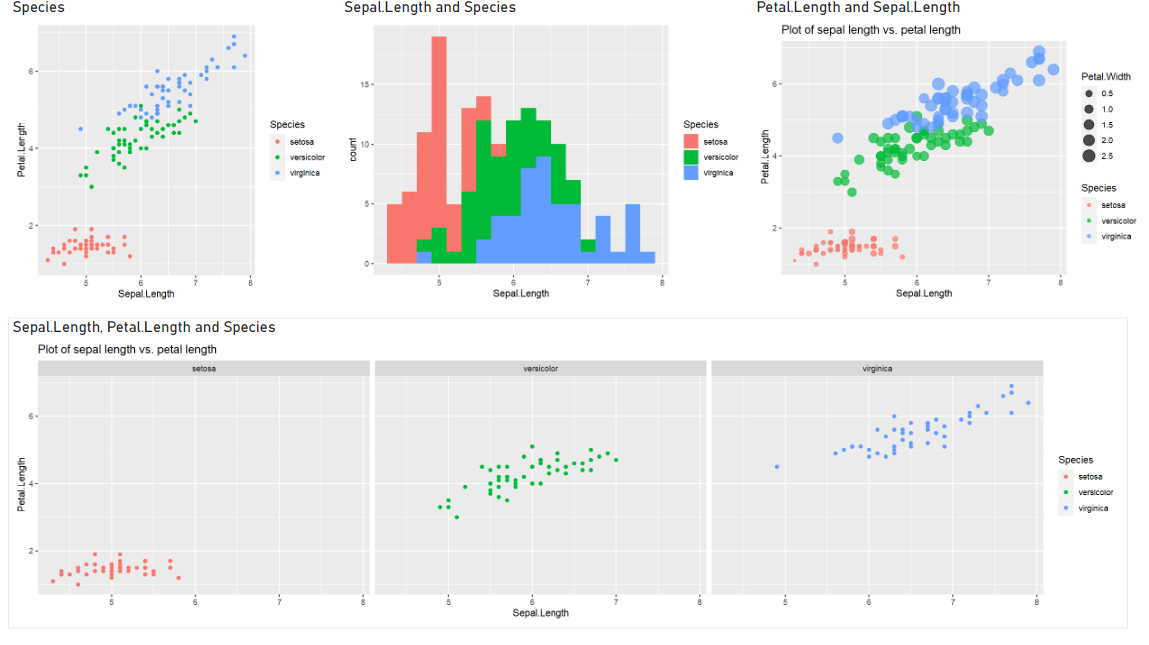 Species
Petal.Length
6
4
2
5
6
7
8
Sepal.Length
Species
setosa
versicolor
virginica
Sepal.Length and Species
count
15
10
5
0
5
6
7
8
Sepal.Length
Species
setosa
versicolor
virginica
Petal.Length and Sepal.Length
Plot of sepal length vs. petal length
Petal.Length
6
4
2
5
6
7
8
Sepal.Length
Petal.Width
0.5
1.0
1.5
2.0
2.5
Species
setosa
versicolor
virginica
Sepal.Length, Petal.Length and Species
Plot of sepal length vs. petal length
setosa
versicolor
virginica
Petal.Length
6
4
2
5 6 7 8 5 6 7 8 5 6 7 8
Sepal.Length
Species
setosa
versicolor
virginica